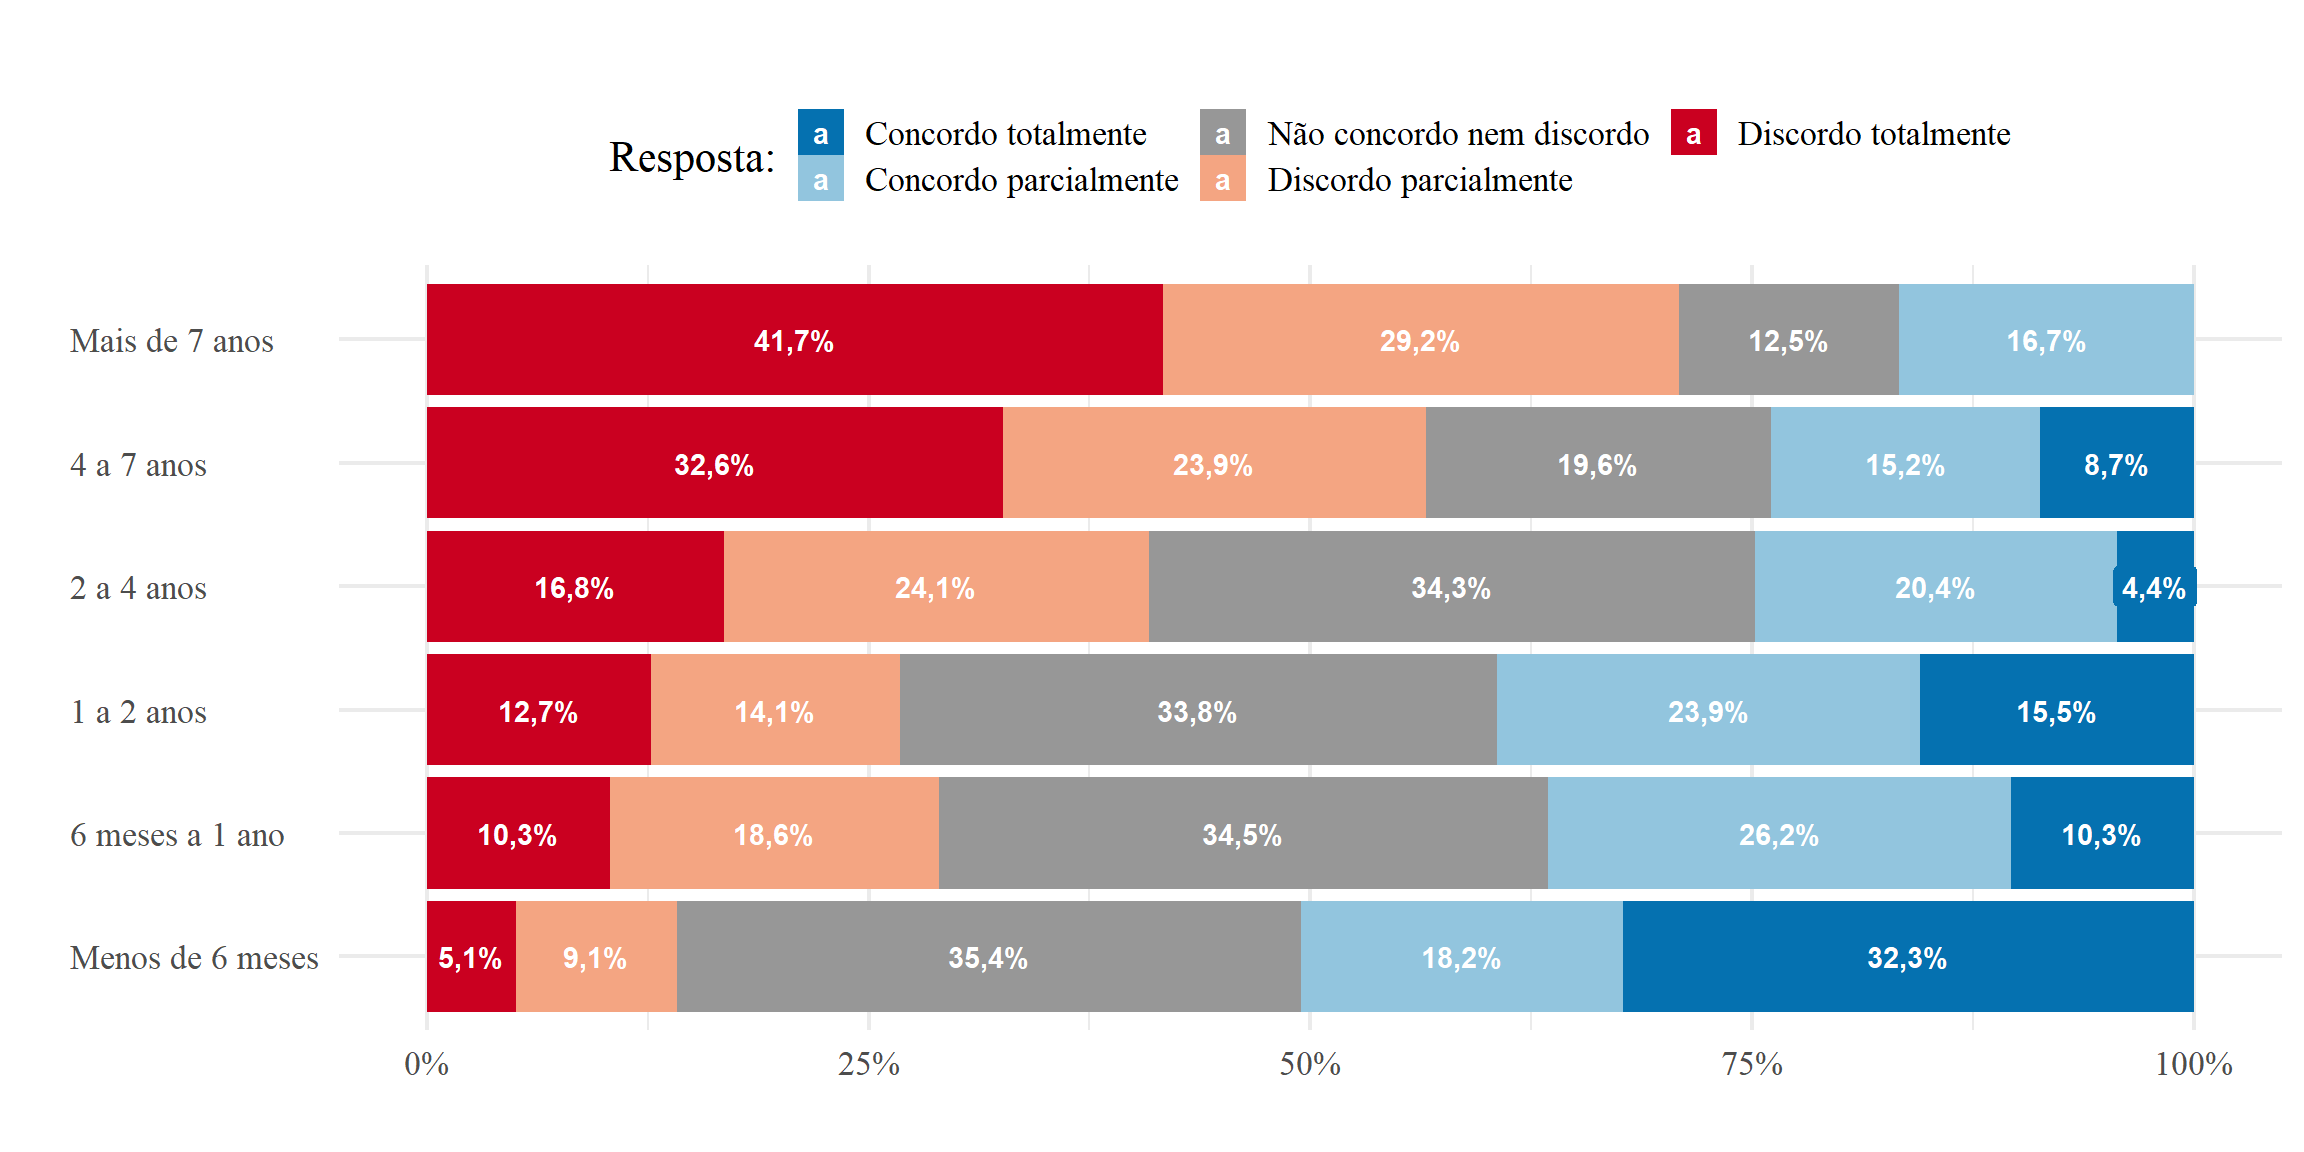 Resposta:
a Concordo totalmente
a Concordo parcialmente
a Não concordo nem discordo
a Discordo parcialmente
a Discordo totalmente
Mais de 7 anos 41,7% 29,2% 12,5% 16,7%
4 a 7 anos 32,6% 23,9% 19,6% 15,2% 8,7%
2 a 4 anos 16,8% 24,1% 34,3% 20,4% 4,4%
1 a 2 anos 12,7% 14,1% 33,8% 23,9% 15,5%
6 meses a 1 ano 10,3% 18,6% 34,5% 26,2% 10,3%
Menos de 6 meses 5,1% 9,1% 35,4% 18,2% 32,3%
0% 25% 50% 75% 100%